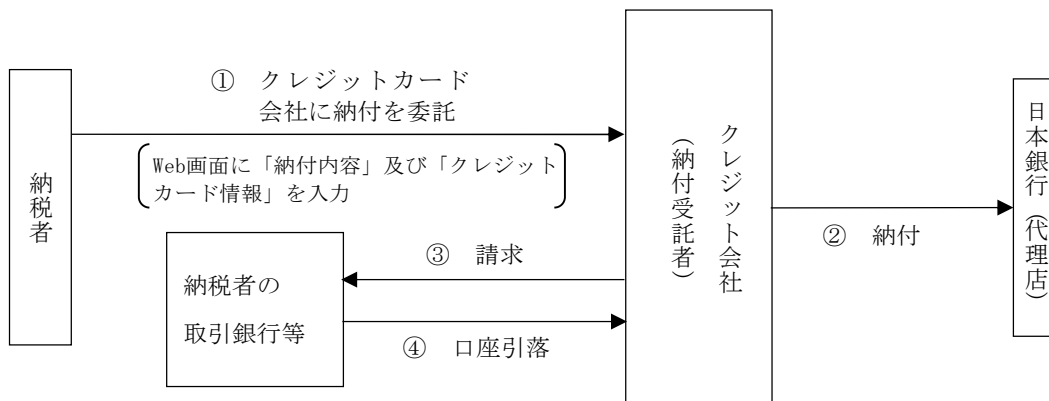 納税者
① クレジットカード
会社に納付を委託
Web画面に「納付内容」及び「クレジット
カード情報」を入力
納税者の
取引銀行等
③ 請求
④ 口座引落
クレジット会社
(納付受託者)
② 納付
日本銀行(代理店)